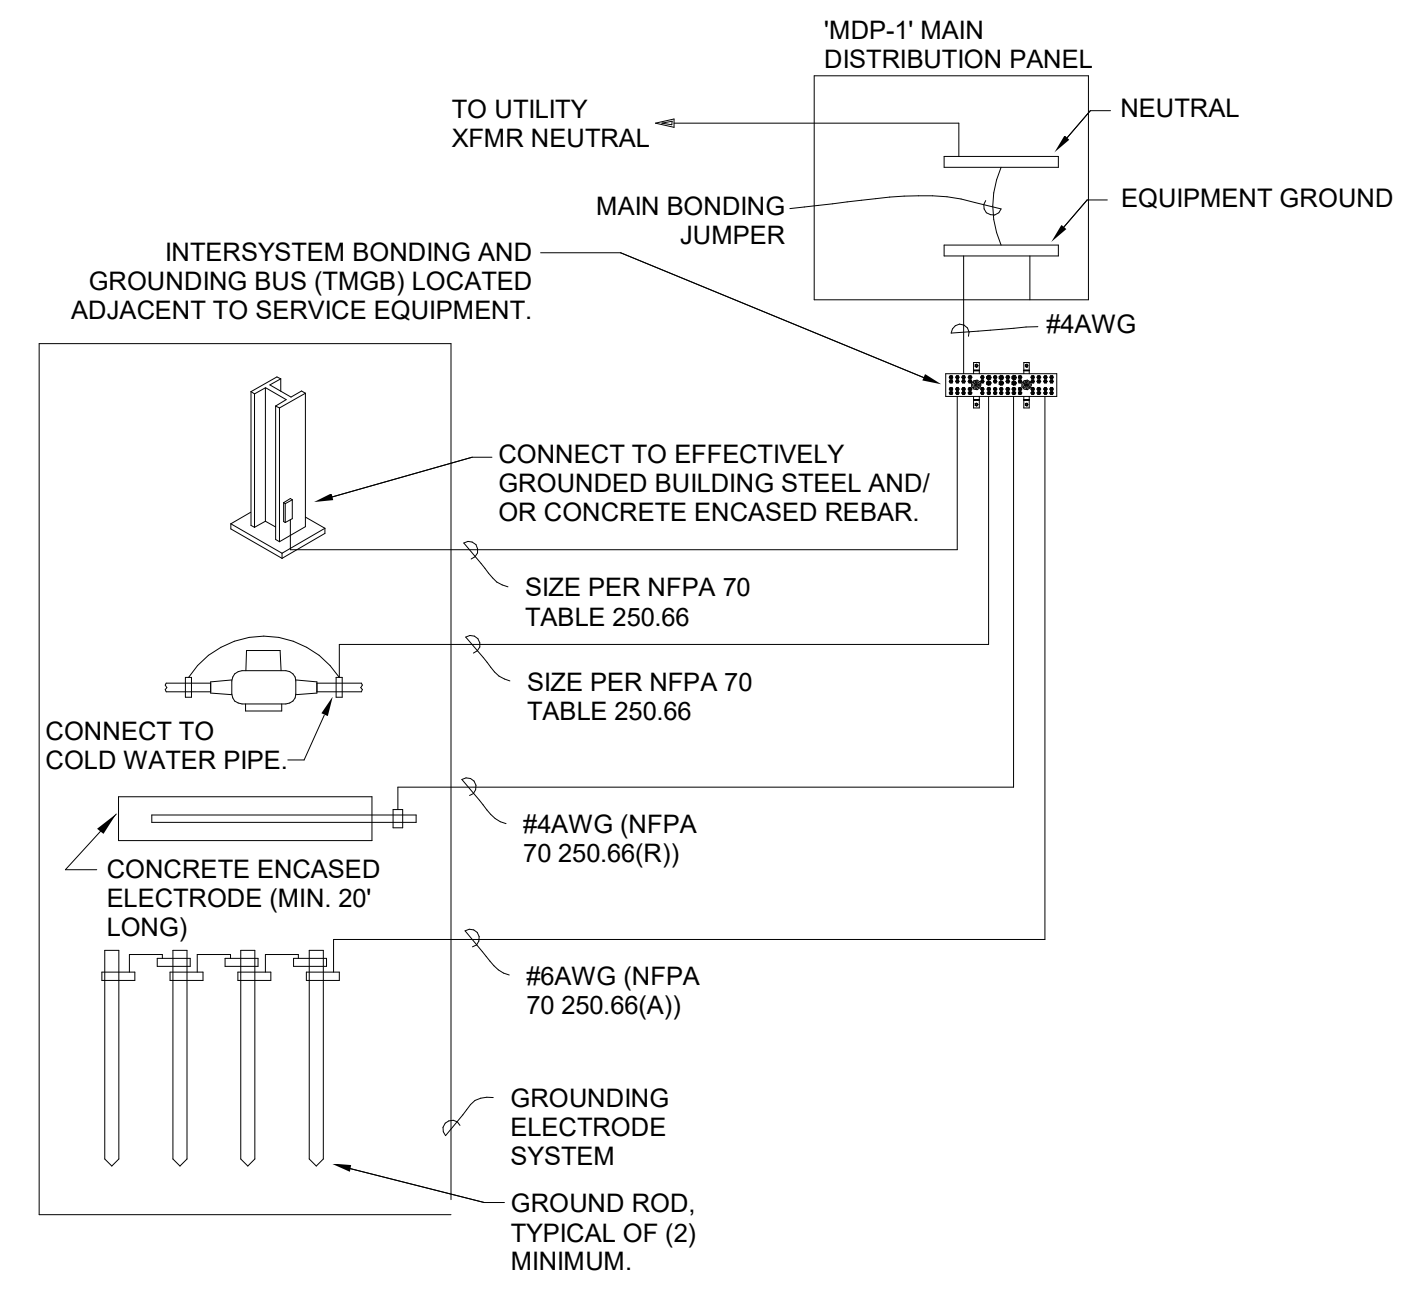 'MDP-1' MAIN
DISTRIBUTION PANEL
TO UTILITY
XFMR NEUTRAL
NEUTRAL
MAIN BONDING
JUMPER
EQUIPMENT GROUND
INTERSYSTEM BONDING AND
GROUNDING BUS (TMGB) LOCATED
ADJACENT TO SERVICE EQUIPMENT.
#4AWG
CONNECT TO EFFECTIVELY
GROUNDED BUILDING STEEL AND/
OR CONCRETE ENCASED REBAR.
SIZE PER NFPA 70
TABLE 250.66
SIZE PER NFPA 70
TABLE 250.66
CONNECT TO
COLD WATER PIPE.
#4AWG (NFPA
70 250.66(R))
CONCRETE ENCASED
ELECTRODE (MIN. 20'
LONG)
#6AWG (NFPA
70 250.66(A))
GROUNDING
ELECTRODE
SYSTEM
GROUND ROD,
TYPICAL OF (2)
MINIMUM.